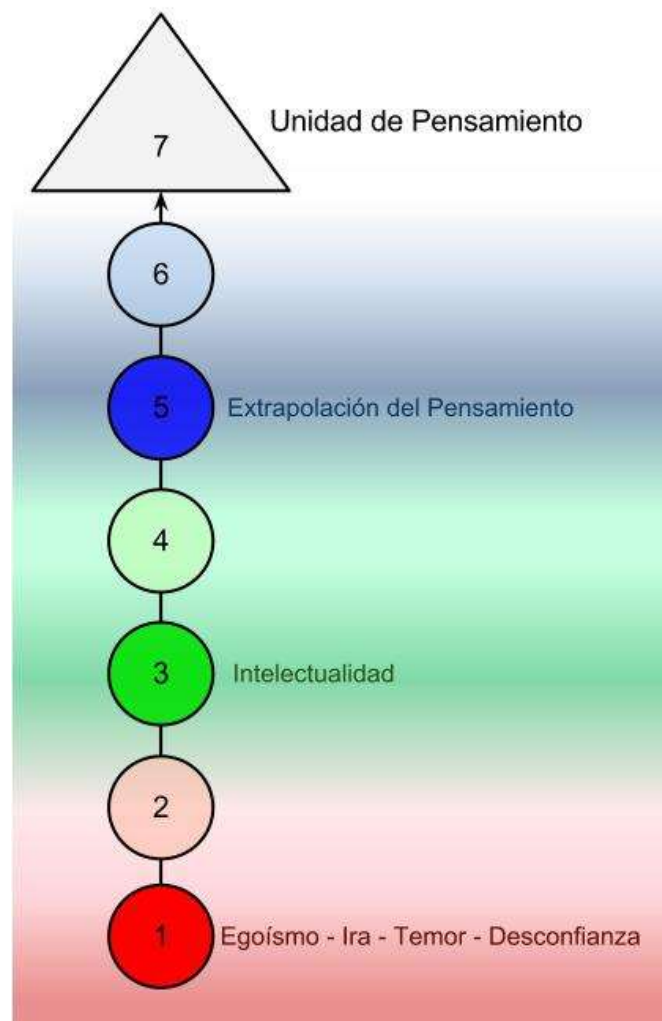 7
Unidad de Pensamiento
6
5 Extrapolación del Pensamiento
4
3 Intelectualidad
2
1 Egoísmo - Ira - Temor - Desconfianza